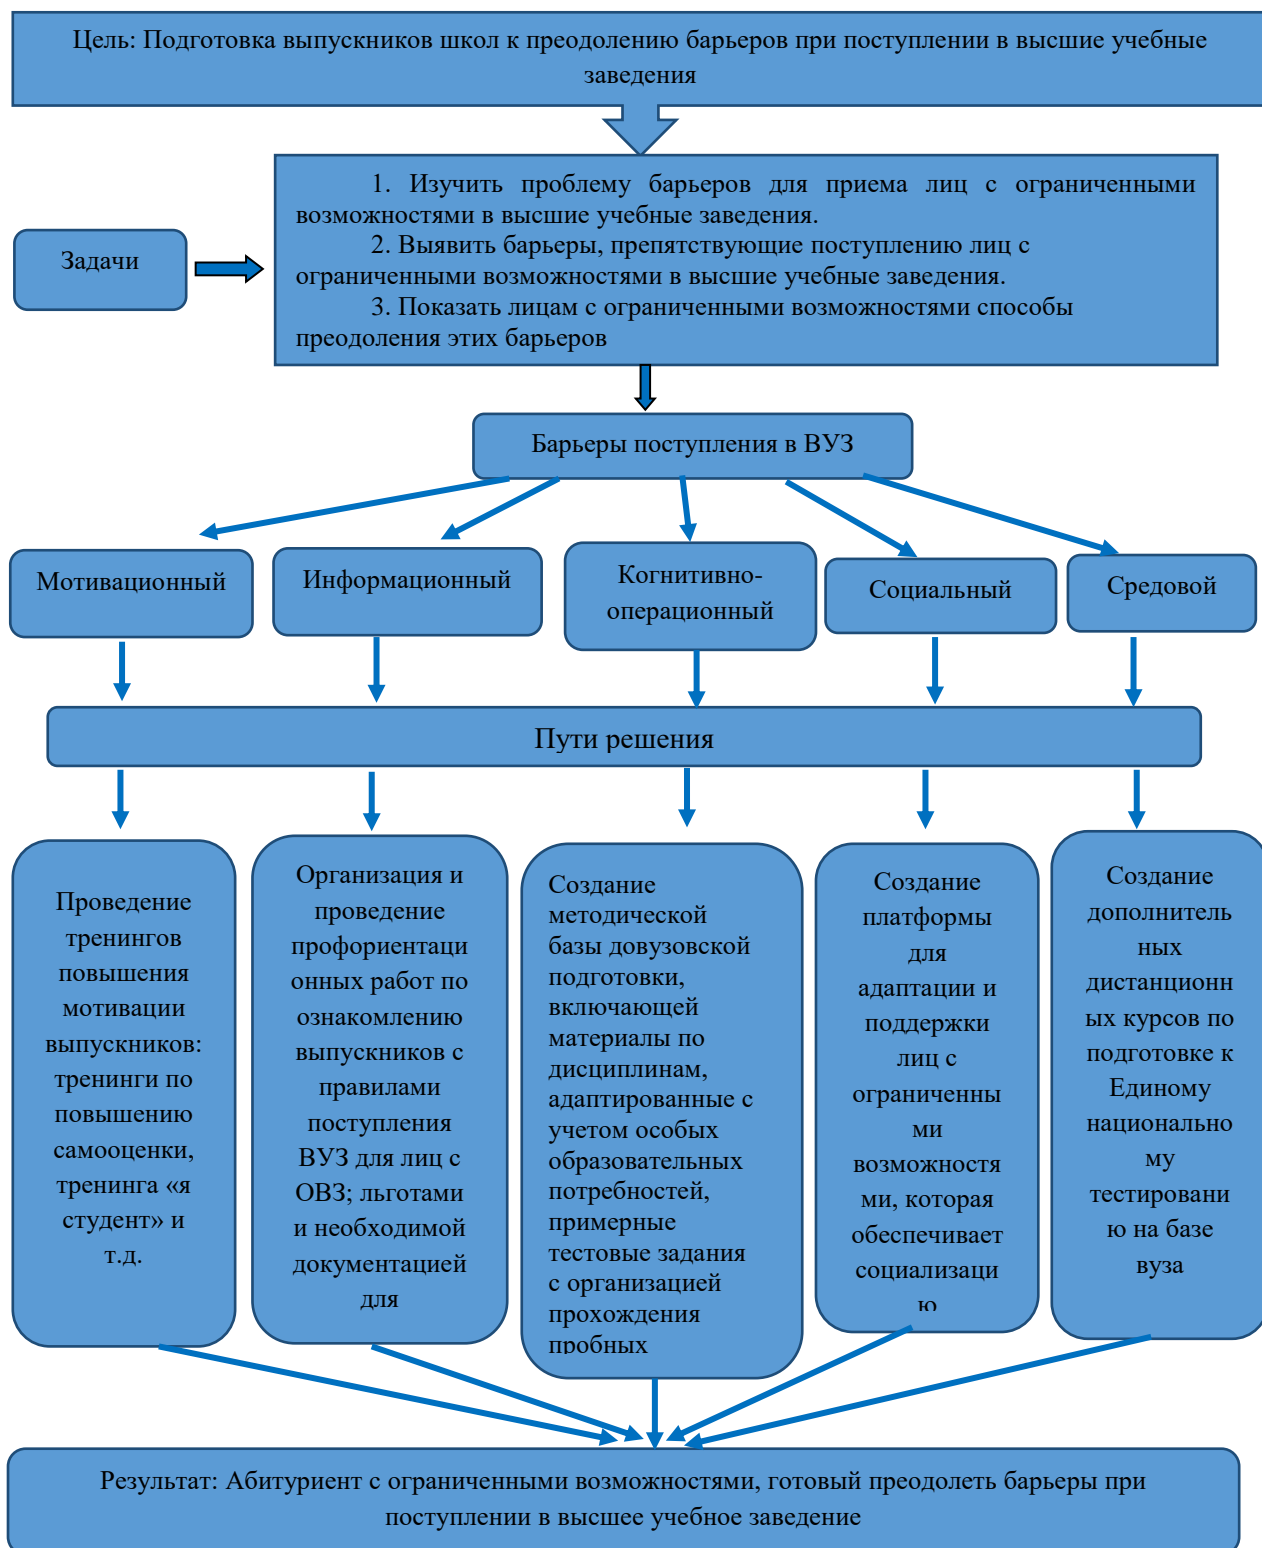 Цель: Подготовка выпускников школ к преодолению барьеров при поступлении в высшие учебные
заведения
Задачи
1. Изучить проблему барьеров для приема лиц с ограниченными
возможностями в высшие учебные заведения.
2. Выявить барьеры, препятствующие поступлению лиц с
ограниченными возможностями в высшие учебные заведения.
3. Показать лицам с ограниченными возможностями способы
преодоления этих барьеров
Барьеры поступления в ВУЗ
Мотивационный
Информационный
Когнитивно-
операционный
Социальный
Средовой
Пути решения
Проведение
тренингов
повышения
мотивации
выпускников:
тренинги по
повышению
самооценки,
тренинга «я
студент» и
т.д.
Организация и
проведение
профориентаци
онных работ по
ознакомлению
выпускников с
правилами
поступления
ВУЗ для лиц с
ОВЗ; льготами
и необходимой
документацией
для
Создание
методической
базы довузовской
подготовки,
включающей
материалы по
дисциплинам,
адаптированные с
учетом особых
образовательных
потребностей,
примерные
тестовые задания
с организацией
прохождения
пробных
Создание
платформы
для
адаптации и
поддержки
лиц с
ограниченны
ми
возможностя
ми, которая
обеспечивает
социализаци
ю
Создание
дополнитель
ных
дистанционн
ых курсов по
подготовке к
Единому
национально
му
тестировани
ю на базе
вуза
Результат: Абитуриент с ограниченными возможностями, готовый преодолеть барьеры при
поступлении в высшее учебное заведение